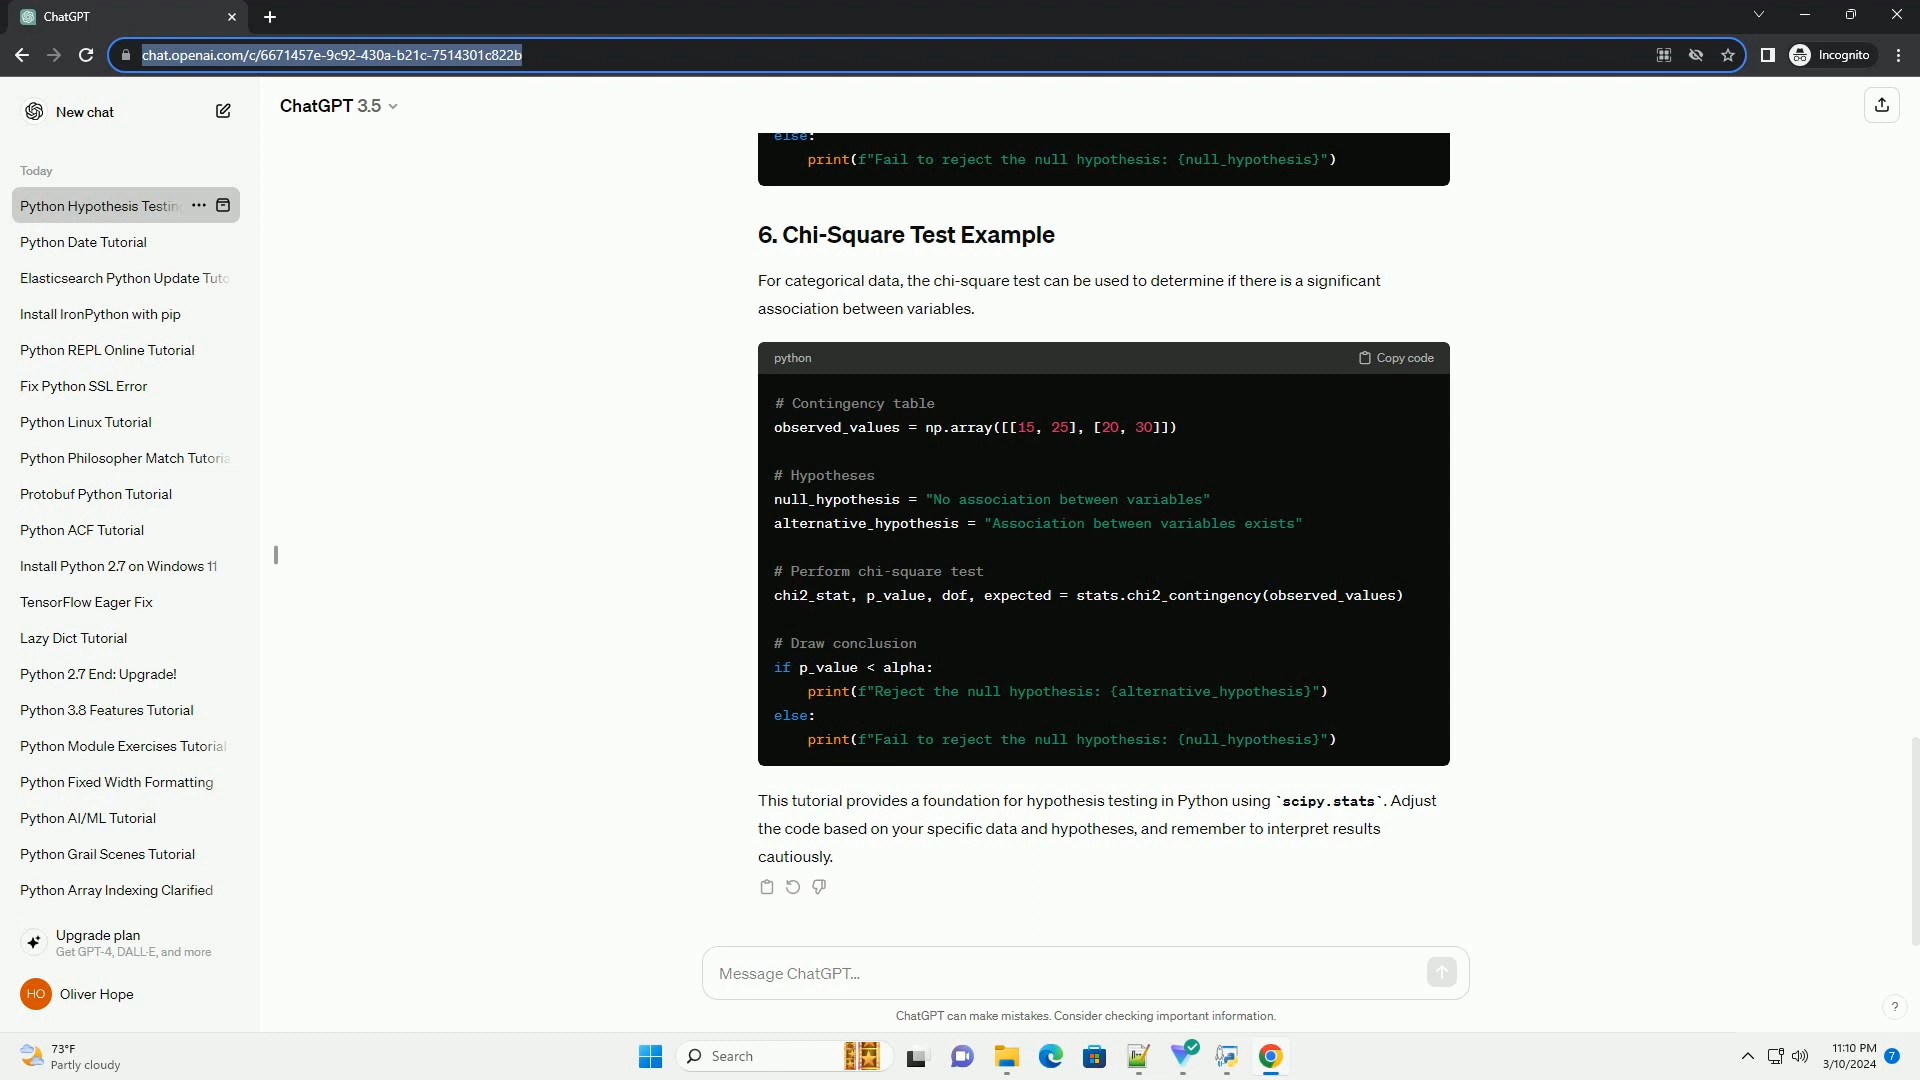 ChatGPT
chat.openai.com/c/6671457e-9c92-430a-b21c-7514301c822b
Incognito
New chat
ChatGPT 3.5
Today
Python Hypothesis Testin
Python Date Tutorial
Elasticsearch Python Update Tuto
Install IronPython with pip
Python REPL Online Tutorial
Fix Python SSL Error
Python Linux Tutorial
Python Philosopher Match Tutoria
Protobuf Python Tutorial
Python ACF Tutorial
Install Python 2.7 on Windows 11
TensorFlow Eager Fix
Lazy Dict Tutorial
Python 2.7 End: Upgrade!
Python 3.8 Features Tutorial
Python Module Exercises Tutorial
Python Fixed Width Formatting
Python AI/ML Tutorial
Python Grail Scenes Tutorial
Python Array Indexing Clarified
Upgrade plan
Get GPT-4, DALL·E, and more
HO Oliver Hope
else:
print(f"Fail to reject the null hypothesis: {null_hypothesis}")
6. Chi-Square Test Example
For categorical data, the chi-square test can be used to determine if there is a significant
association between variables.
python Copy code
# Contingency table
observed_values = np.array([[15, 25], [20, 30]])
# Hypotheses
null_hypothesis = "No association between variables"
alternative_hypothesis = "Association between variables exists"
# Perform chi-square test
chi2_stat, p_value, dof, expected = stats.chi2_contingency(observed_values)
# Draw conclusion
if p_value < alpha:
print(f"Reject the null hypothesis: {alternative_hypothesis}")
else:
print(f"Fail to reject the null hypothesis: {null_hypothesis}")
This tutorial provides a foundation for hypothesis testing in Python using `scipy.stats`. Adjust
the code based on your specific data and hypotheses, and remember to interpret results
cautiously.
Message ChatGPT...
ChatGPT can make mistakes. Consider checking important information.
?
73°F
Partly cloudy
Search
11:10 PM
3/10/2024
7